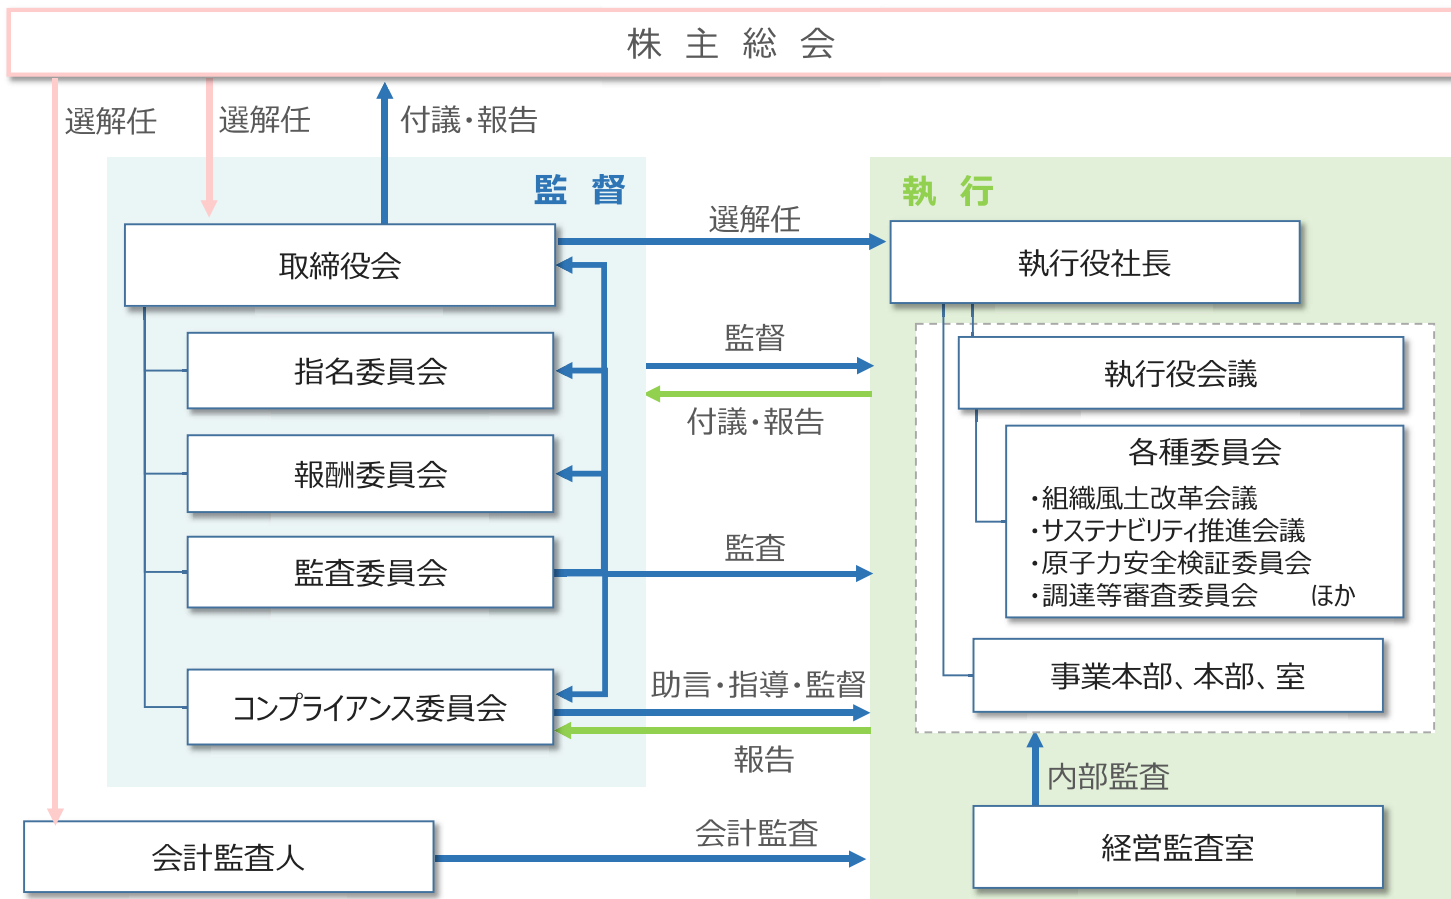 株 主 総 会
選解任
選解任
付議・報告
監 督
執 行
取締役会
選解任
執行役社長
指名委員会
監督
執行役会議
付議・報告
報酬委員会
各種委員会
・組織風土改革会議
・サステナビリティ推進会議
・原子力安全検証委員会
・調達等審査委員会 ほか
監査委員会
監査
コンプライアンス委員会
助言・指導・監督
事業本部、本部、室
報告
内部監査
会計監査人
会計監査
経営監査室